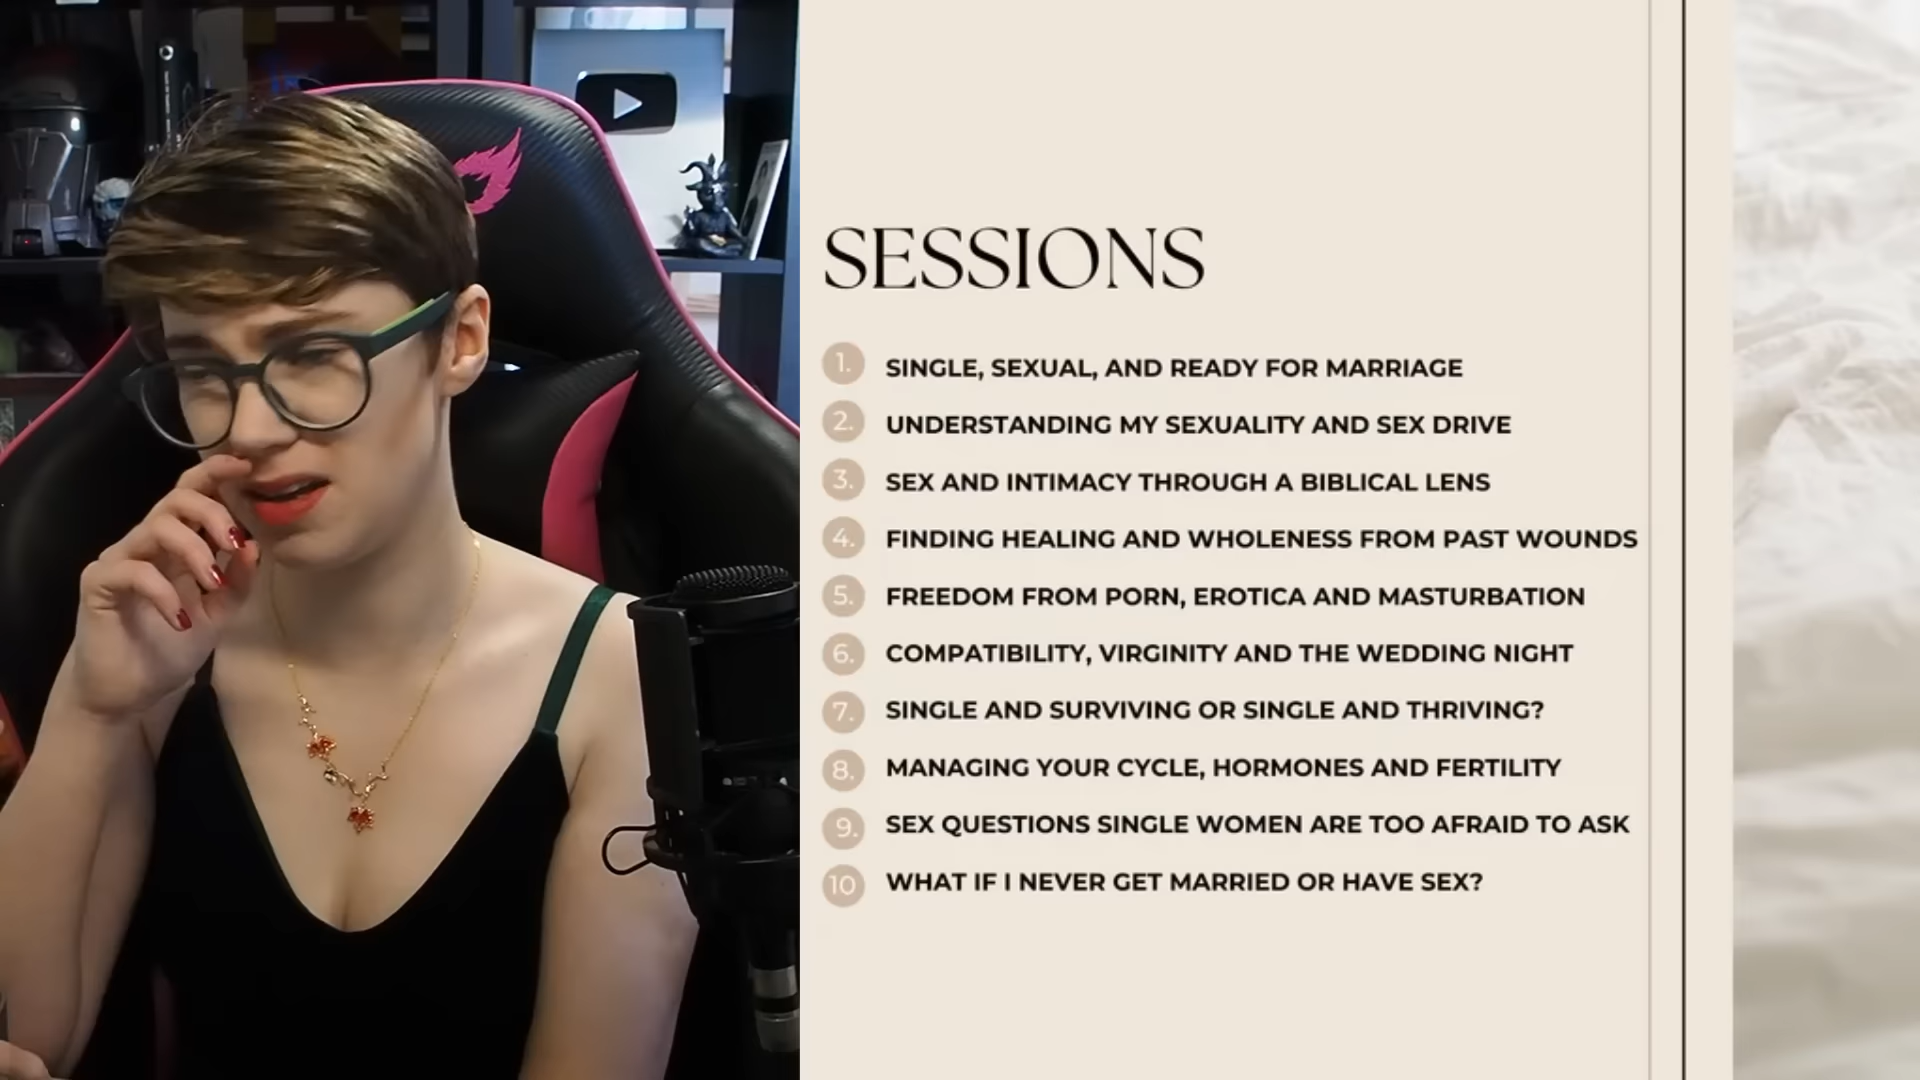 SESSIONS
1. SINGLE, SEXUAL, AND READY FOR MARRIAGE
2. UNDERSTANDING MY SEXUALITY AND SEX DRIVE
3. SEX AND INTIMACY THROUGH A BIBLICAL LENS
4. FINDING HEALING AND WHOLENESS FROM PAST WOUNDS
5. FREEDOM FROM PORN, EROTICA AND MASTURBATION
6. COMPATIBILITY, VIRGINITY AND THE WEDDING NIGHT
7. SINGLE AND SURVIVING OR SINGLE AND THRIVING?
8. MANAGING YOUR CYCLE, HORMONES AND FERTILITY
9. SEX QUESTIONS SINGLE WOMEN ARE TOO AFRAID TO ASK
10 WHAT IF I NEVER GET MARRIED OR HAVE SEX?